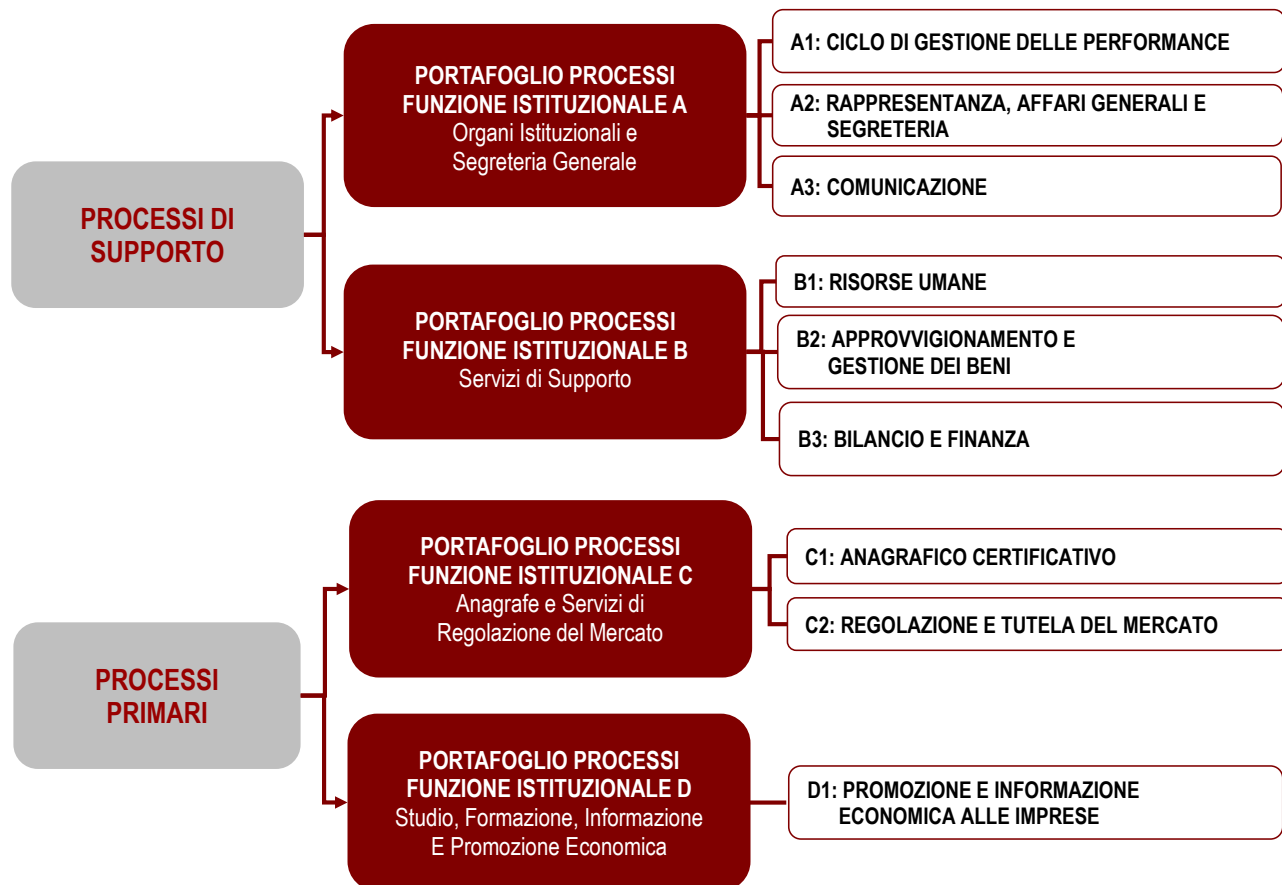 PROCESSI DI
SUPPORTO
PORTAFOGLIO PROCESSI
FUNZIONE ISTITUZIONALE A
Organi Istituzionali e
Segreteria Generale
A1: CICLO DI GESTIONE DELLE PERFORMANCE
A2: RAPPRESENTANZA, AFFARI GENERALI E
SEGRETERIA
A3: COMUNICAZIONE
PORTAFOGLIO PROCESSI
FUNZIONE ISTITUZIONALE B
Servizi di Supporto
B1: RISORSE UMANE
B2: APPROVVIGIONAMENTO E
GESTIONE DEI BENI
B3: BILANCIO E FINANZA
PROCESSI
PRIMARI
PORTAFOGLIO PROCESSI
FUNZIONE ISTITUZIONALE C
Anagrafe e Servizi di
Regolazione del Mercato
C1: ANAGRAFICO CERTIFICATIVO
C2: REGOLAZIONE E TUTELA DEL MERCATO
PORTAFOGLIO PROCESSI
FUNZIONE ISTITUZIONALE D
Studio, Formazione, Informazione
E Promozione Economica
D1: PROMOZIONE E INFORMAZIONE
ECONOMICA ALLE IMPRESE